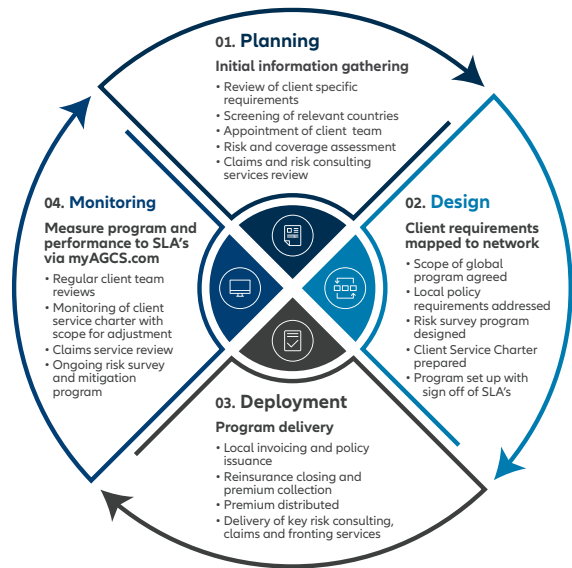 01. Planning
Initial information gathering
• Review of client specific
requirements
• Screening of relevant countries
• Appointment of client team
• Risk and coverage assessment
• Claims and risk consulting
services review
02. Design
Client requirements
mapped to network
• Scope of global
program agreed
• Local policy
requirements addressed
• Risk survey program
designed
• Client Service Charter
prepared
• Program set up with
sign off of SLA's
03. Deployment
Program delivery
• Local invoicing and policy
issuance
• Reinsurance closing and
premium collection
• Premium distributed
• Delivery of key risk consulting,
claims and fronting services
04. Monitoring
Measure program and
performance to SLA's
via myAGCS.com
• Regular client team
reviews
• Monitoring of client
service charter with
scope for adjustment
• Claims service review
• Ongoing risk survey
and mitigation
program